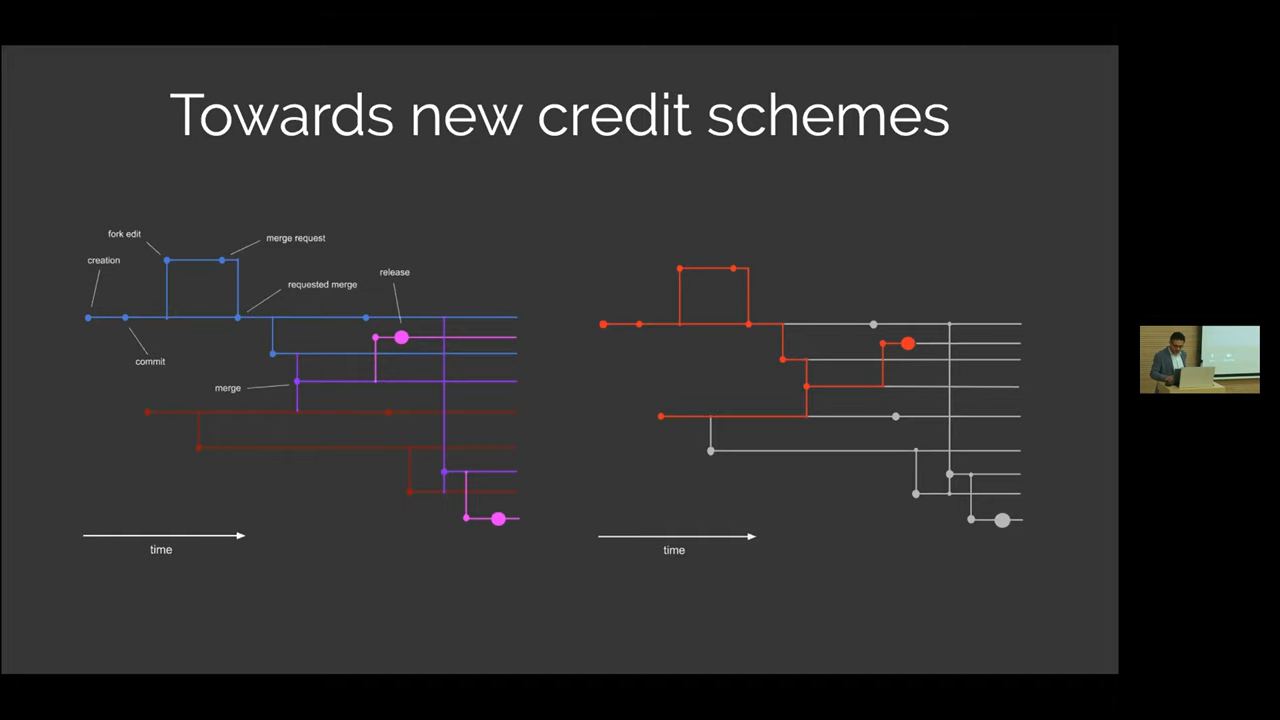 Towards new credit schemes
fork edit
merge request
creation
release
requested merge
commit
merge
time
time